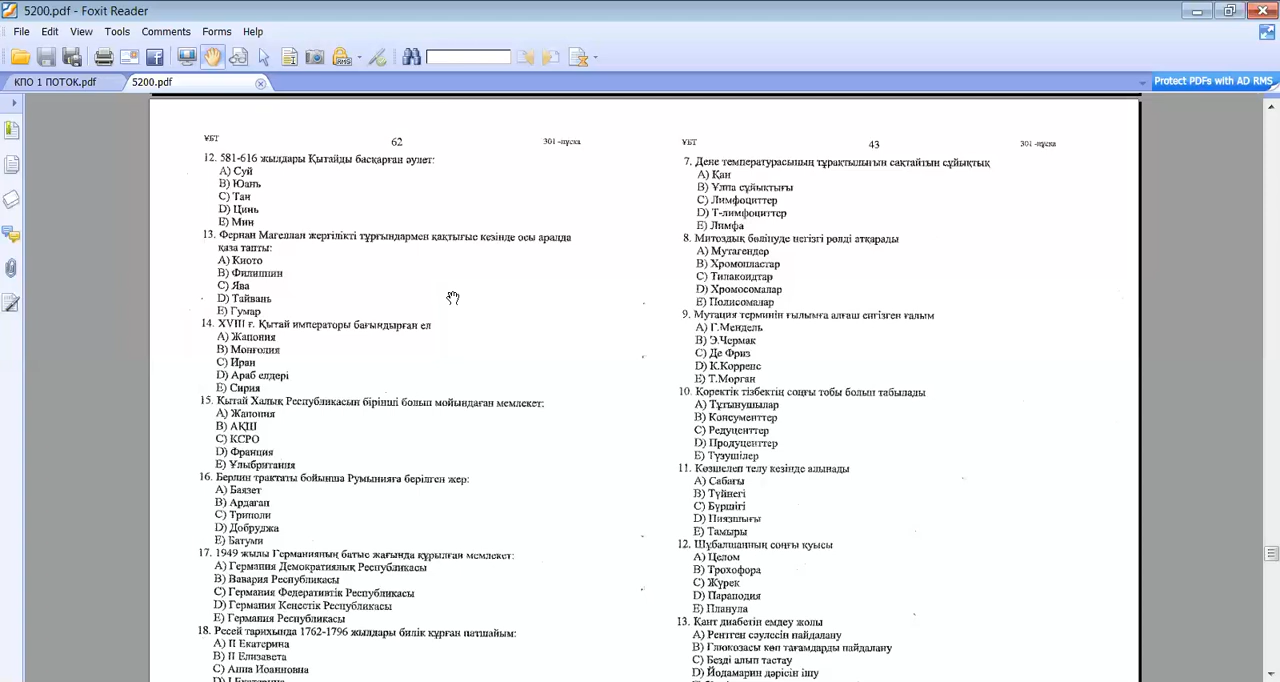 5200.pdf - Foxit Reader
File Edit View Tools Comments Forms Help
КПО 1 ПОТОК.pdf 5200.pdf Protect PDFs with AD RMS
ҰБТ 62 301 -нұсқа
12. 581-616 жылдары Қытайды басқарған әулет:
A) Суй
B) Юань
C) Тан
D) Цинь
E) Мин
13. Фернан Магеллан жергілікті тұрғындармен қақтығыс кезінде осы аралда
қаза тапты:
A) Киото
B) Филиппин
C) Ява
D) Тайвань
E) Гумар
14. XVIII ғ. Қытай императоры бағындырған ел
A) Жапония
B) Монғолия
C) Иран
D) Араб елдері
E) Сирия
15. Қытай Халық Республикасын бірінші болып мойындаған мемлекет:
A) Жапония
B) АҚШ
C) КСРО
D) Франция
E) Ұлыбритания
16. Берлин трактаты бойынша Румынияға берілген жер:
A) Баязет
B) Ардаган
C) Триполи
D) Добруджа
E) Батуми
17. 1949 жылы Германияның батыс жағында құрылған мемлекет:
A) Германия Демократиялық Республикасы
B) Бавария Республикасы
C) Германия Федеративтік Республикасы
D) Германия Кеңестік Республикасы
E) Германия Республикасы
18. Ресей тарихында 1762-1796 жылдары билік құрған патшайым:
A) II Екатерина
B) II Елизавета
C) Анна Иоанновна
D) I Екатерина
ҰБТ 43 301 -нұсқа
7. Дене температурасының тұрақтылығын сақтайтын сұйықтық
A) Қан
B) Ұлпа сұйықтығы
C) Лимфоциттер
D) Т-лимфоциттер
E) Лимфа
8. Митоздық бөлінуде негізгі рөлді атқарады
A) Мутагендер
B) Хромопластар
C) Тилакоидтар
D) Хромосомалар
E) Полисомалар
9. Мутация терминін ғылымға алғаш енгізген ғалым
A) Г.Мендель
B) Э.Чермак
C) Де Фриз
D) К.Корренс
E) Т.Морган
10. Қоректік тізбектің соңғы тобы болып табылады
A) Тұтынушылар
B) Консументтер
C) Редуценттер
D) Продуценттер
E) Түзушілер
11. Көзшелеп телу кезінде алынады
A) Сабағы
B) Түйнегі
C) Бүршігі
D) Пиязшығы
E) Тамыры
12. Шұбалшаңның соңғы қуысы
A) Целом
B) Трохофора
C) Жүрек
D) Параподия
E) Планула
13. Қант диабетін емдеу жолы
A) Рентген сәулесін пайдалану
B) Глюкозасы көп тағамдарды пайдалану
C) Безді алып тастау
D) Йодамарин дәрісін ішу